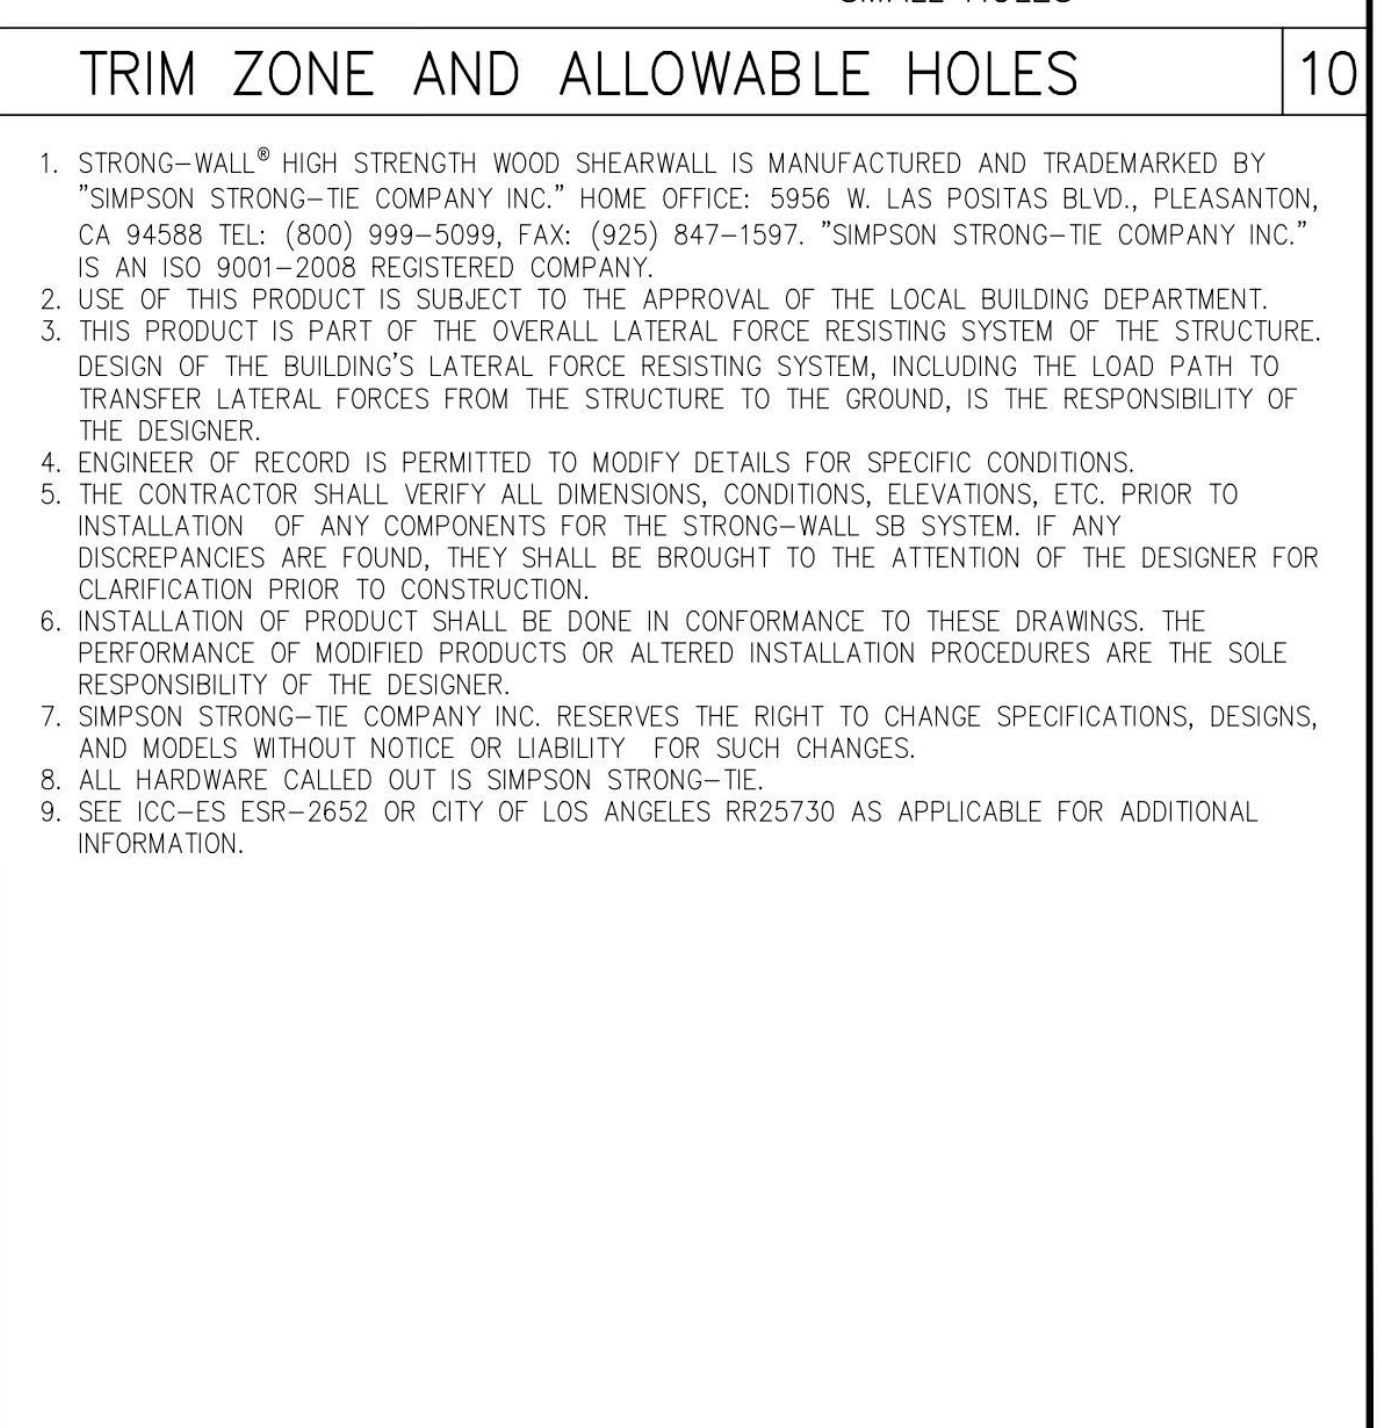 SMALL HOLES
TRIM ZONE AND ALLOWABLE HOLES 10
1. STRONG–WALL® HIGH STRENGTH WOOD SHEARWALL IS MANUFACTURED AND TRADEMARKED BY
"SIMPSON STRONG–TIE COMPANY INC." HOME OFFICE: 5956 W. LAS POSITAS BLVD., PLEASANTON,
CA 94588 TEL: (800) 999–5099, FAX: (925) 847–1597. "SIMPSON STRONG–TIE COMPANY INC."
IS AN ISO 9001–2008 REGISTERED COMPANY.
2. USE OF THIS PRODUCT IS SUBJECT TO THE APPROVAL OF THE LOCAL BUILDING DEPARTMENT.
3. THIS PRODUCT IS PART OF THE OVERALL LATERAL FORCE RESISTING SYSTEM OF THE STRUCTURE.
DESIGN OF THE BUILDING'S LATERAL FORCE RESISTING SYSTEM, INCLUDING THE LOAD PATH TO
TRANSFER LATERAL FORCES FROM THE STRUCTURE TO THE GROUND, IS THE RESPONSIBILITY OF
THE DESIGNER.
4. ENGINEER OF RECORD IS PERMITTED TO MODIFY DETAILS FOR SPECIFIC CONDITIONS.
5. THE CONTRACTOR SHALL VERIFY ALL DIMENSIONS, CONDITIONS, ELEVATIONS, ETC. PRIOR TO
INSTALLATION OF ANY COMPONENTS FOR THE STRONG–WALL SB SYSTEM. IF ANY
DISCREPANCIES ARE FOUND, THEY SHALL BE BROUGHT TO THE ATTENTION OF THE DESIGNER FOR
CLARIFICATION PRIOR TO CONSTRUCTION.
6. INSTALLATION OF PRODUCT SHALL BE DONE IN CONFORMANCE TO THESE DRAWINGS. THE
PERFORMANCE OF MODIFIED PRODUCTS OR ALTERED INSTALLATION PROCEDURES ARE THE SOLE
RESPONSIBILITY OF THE DESIGNER.
7. SIMPSON STRONG–TIE COMPANY INC. RESERVES THE RIGHT TO CHANGE SPECIFICATIONS, DESIGNS,
AND MODELS WITHOUT NOTICE OR LIABILITY FOR SUCH CHANGES.
8. ALL HARDWARE CALLED OUT IS SIMPSON STRONG–TIE.
9. SEE ICC–ES ESR–2652 OR CITY OF LOS ANGELES RR25730 AS APPLICABLE FOR ADDITIONAL
INFORMATION.